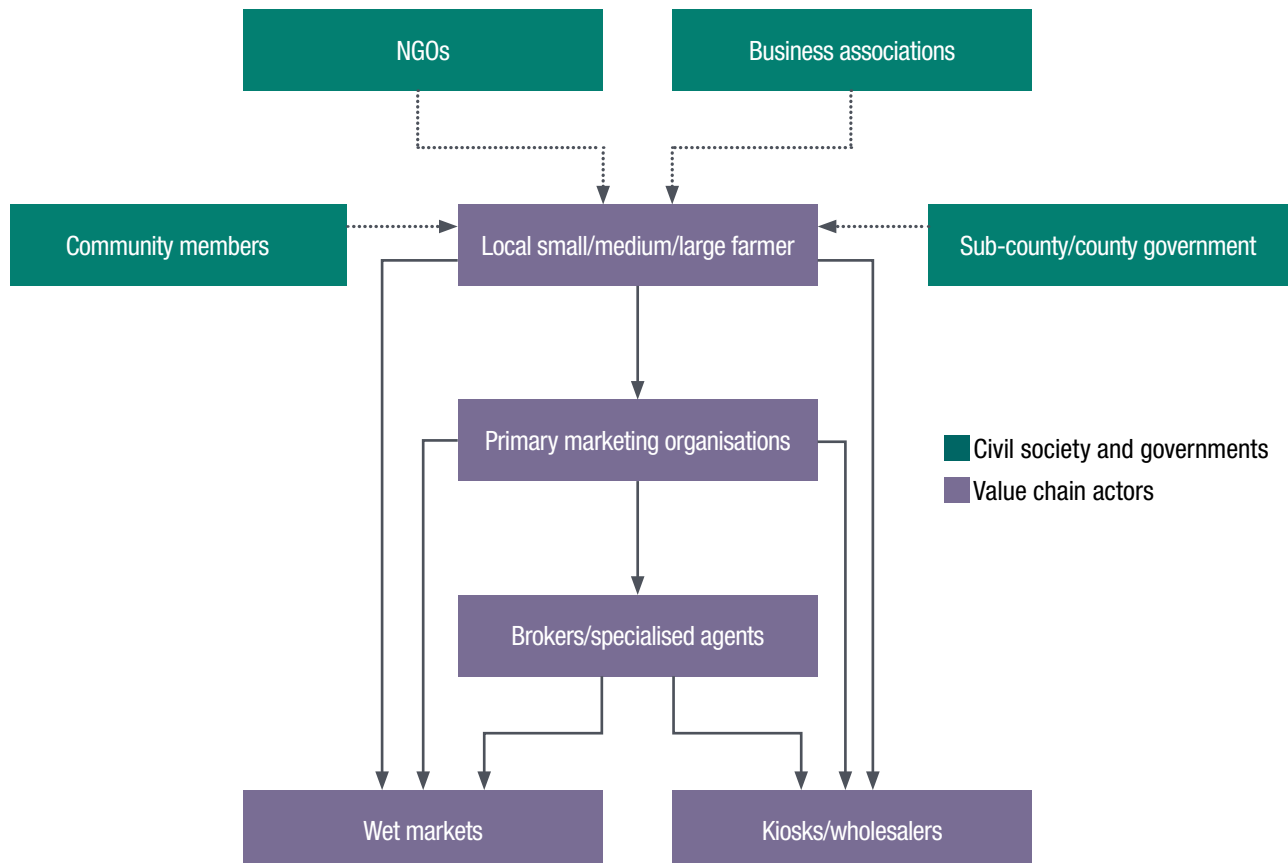 NGOs
Business associations
Community members
Local small/medium/large farmer
Sub-county/county government
Primary marketing organisations
Civil society and governments
Value chain actors
Brokers/specialised agents
Wet markets
Kiosks/wholesalers